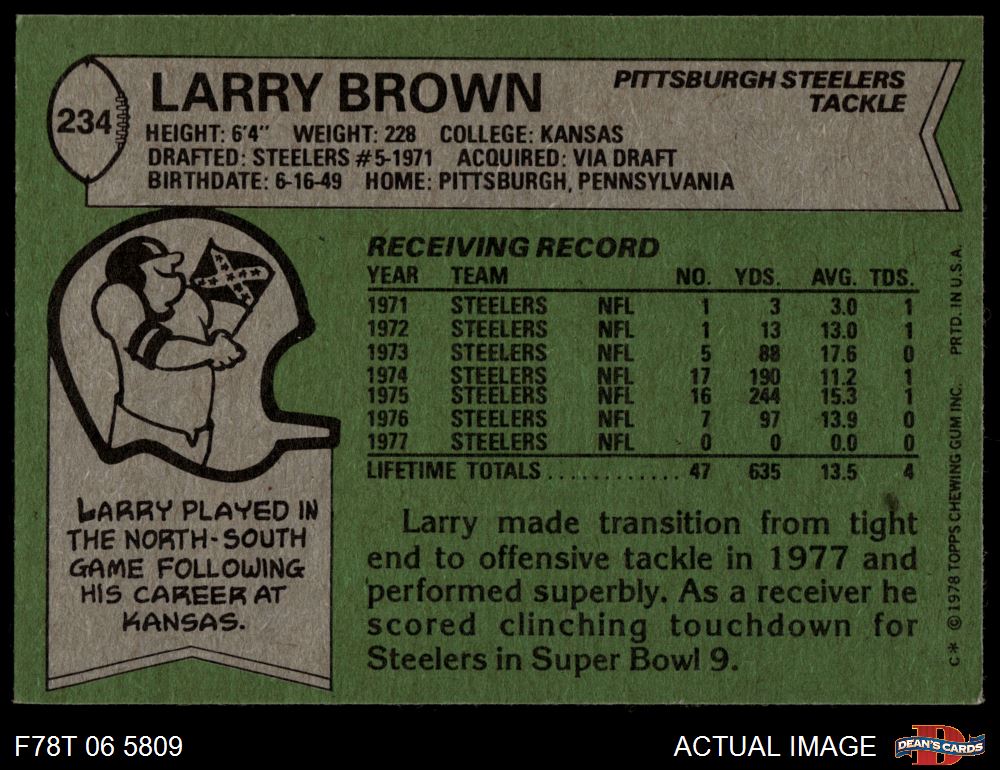 234
LARRY BROWN
PITTSBURGH STEELERS
TACKLE
HEIGHT: 6'4" WEIGHT: 228 COLLEGE: KANSAS
DRAFTED: STEELERS #5-1971 ACQUIRED: VIA DRAFT
BIRTHDATE: 6-16-49 HOME: PITTSBURGH, PENNSYLVANIA
RECEIVING RECORD
YEAR TEAM NO. YDS. AVG. TDS.
1971 STEELERS NFL 1 3 3.0 1
1972 STEELERS NFL 1 13 13.0 1
1973 STEELERS NFL 5 88 17.6 0
1974 STEELERS NFL 17 190 11.2 1
1975 STEELERS NFL 16 244 15.3 1
1976 STEELERS NFL 7 97 13.9 0
1977 STEELERS NFL 0 0 0.0 0
LIFETIME TOTALS ............ 47 635 13.5 4
LARRY PLAYED IN
THE NORTH-SOUTH
GAME FOLLOWING
HIS CAREER AT
KANSAS.
Larry made transition from tight
end to offensive tackle in 1977 and
performed superbly. As a receiver he
scored clinching touchdown for
Steelers in Super Bowl 9.
C* ©1978 TOPPS CHEWING GUM INC. PRTD. IN U.S.A.
F78T 06 5809
ACTUAL IMAGE
D
DEAN'S CARDS